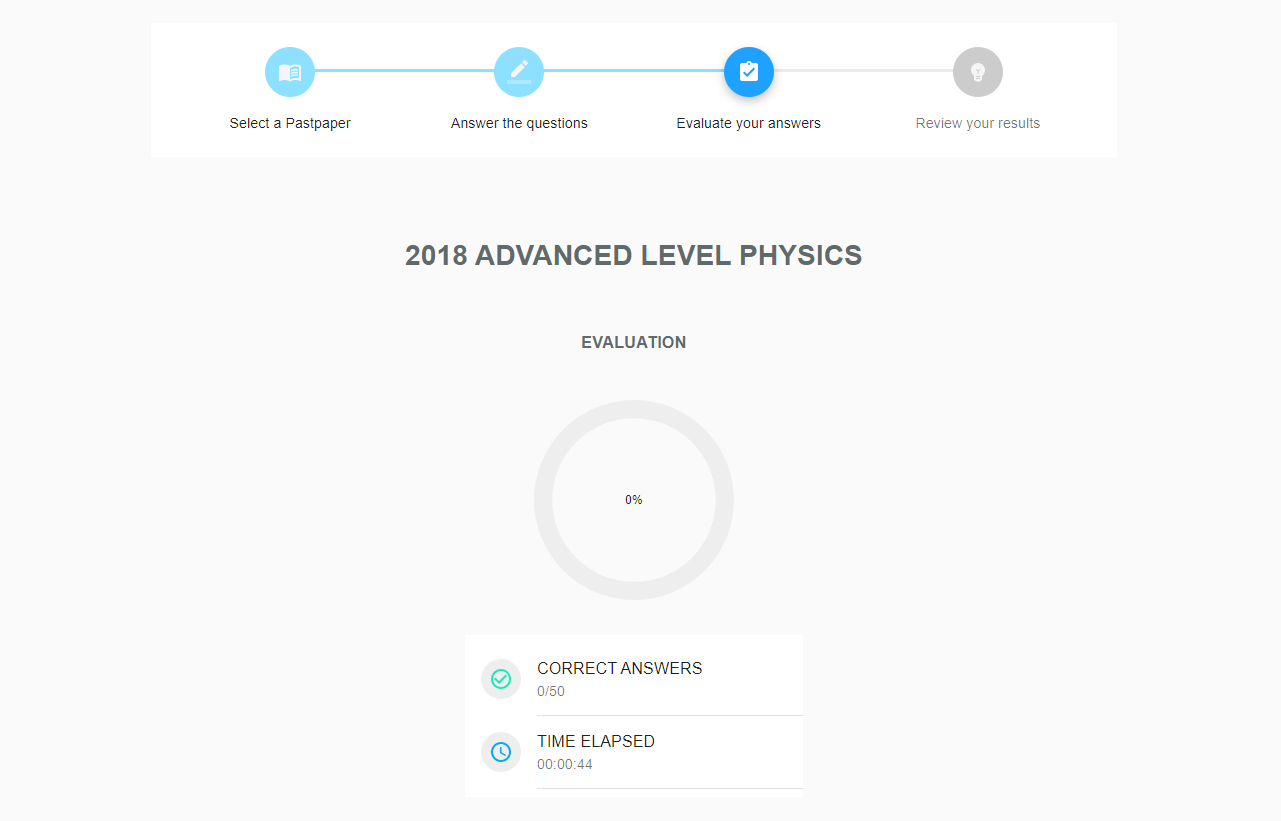 Select a Pastpaper
Answer the questions
Evaluate your answers
Review your results
2018 ADVANCED LEVEL PHYSICS
EVALUATION
0%
CORRECT ANSWERS
0/50
TIME ELAPSED
00:00:44